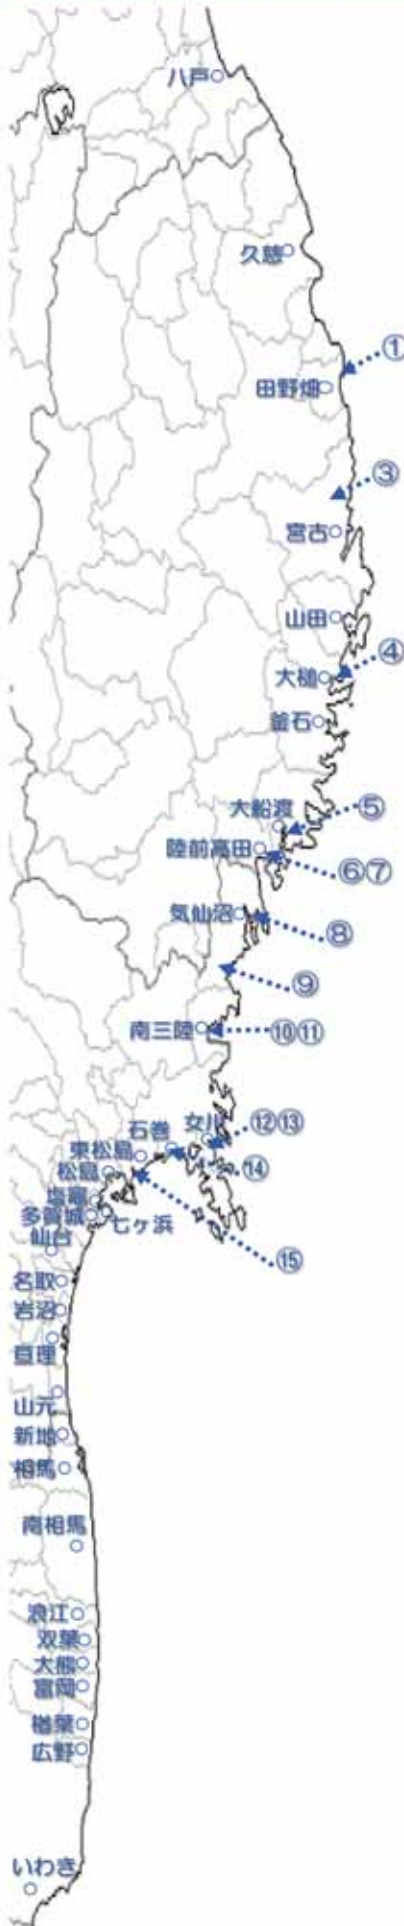 八戸
久慈
①
田野畑
③
宮古
山田
④
大槌
釜石
大船渡
⑤
陸前高田
⑥⑦
気仙沼
⑧
⑨
南三陸
⑩⑪
女川
⑫⑬
石巻
東松島
⑭
松島
塩竈
多賀城
七ヶ浜
仙台
⑮
名取
岩沼
亘理
山元
新地
相馬
南相馬
浪江
双葉
大熊
富岡
楢葉
広野
いわき